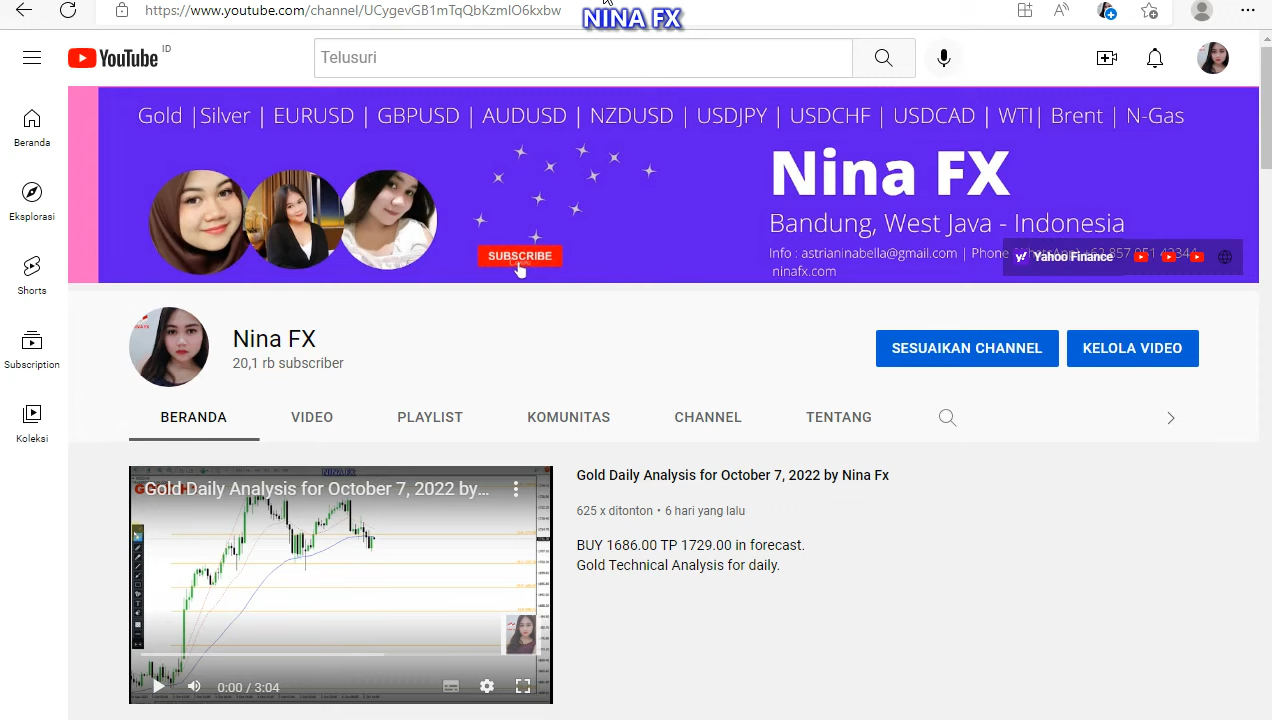 https://www.youtube.com/channel/UCygevGB1mTqQbKzmIO6kxbw
NINA FX
YouTube ID
Telusuri
Beranda
Eksplorasi
Shorts
Subscription
Koleksi
Gold |Silver | EURUSD | GBPUSD | AUDUSD | NZDUSD | USDJPY | USDCHF | USDCAD | WTI| Brent | N-Gas
Nina FX
Bandung, West Java - Indonesia
SUBSCRIBE
Info : astrianinabella@gmail.com | Phone
ninafx.com
Yahoo Finance
Nina FX
20,1 rb subscriber
SESUAIKAN CHANNEL
KELOLA VIDEO
BERANDA VIDEO PLAYLIST KOMUNITAS CHANNEL TENTANG
NINA FX
Gold Daily Analysis for October 7, 2022 by...
0:00 / 3:04
Gold Daily Analysis for October 7, 2022 by Nina Fx
625 x ditonton • 6 hari yang lalu
BUY 1686.00 TP 1729.00 in forecast.
Gold Technical Analysis for daily.